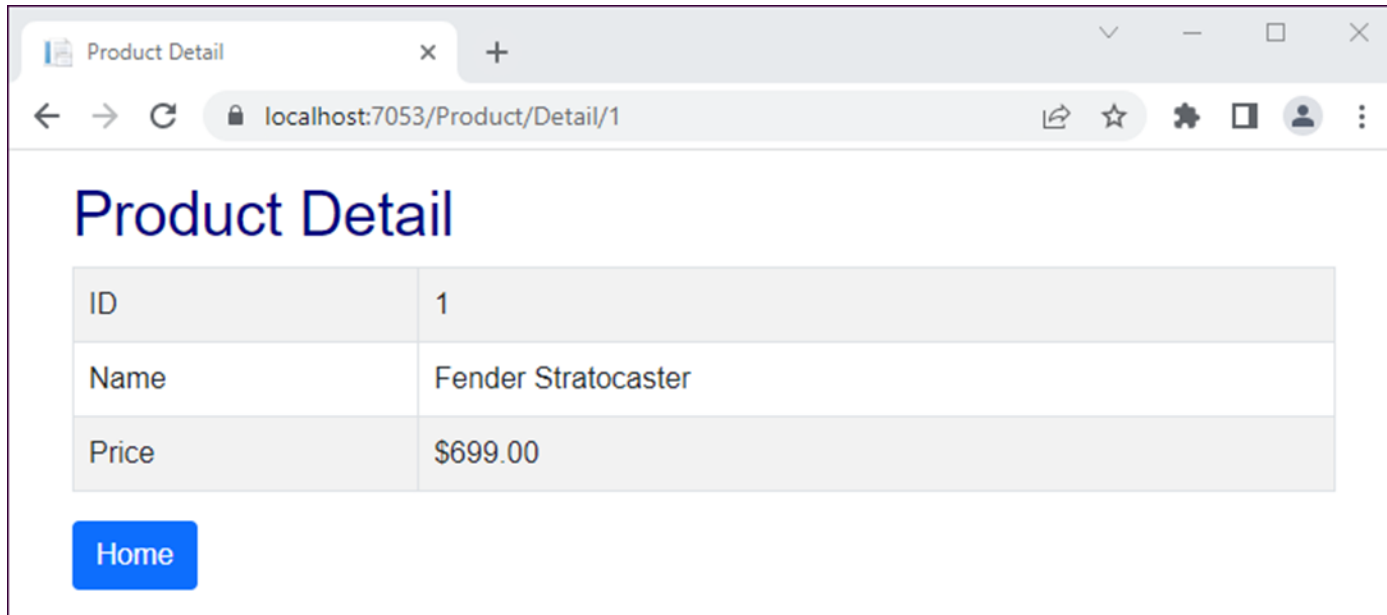 Product Detail
localhost:7053/Product/Detail/1
Product Detail
ID 1
Name Fender Stratocaster
Price $699.00
Home